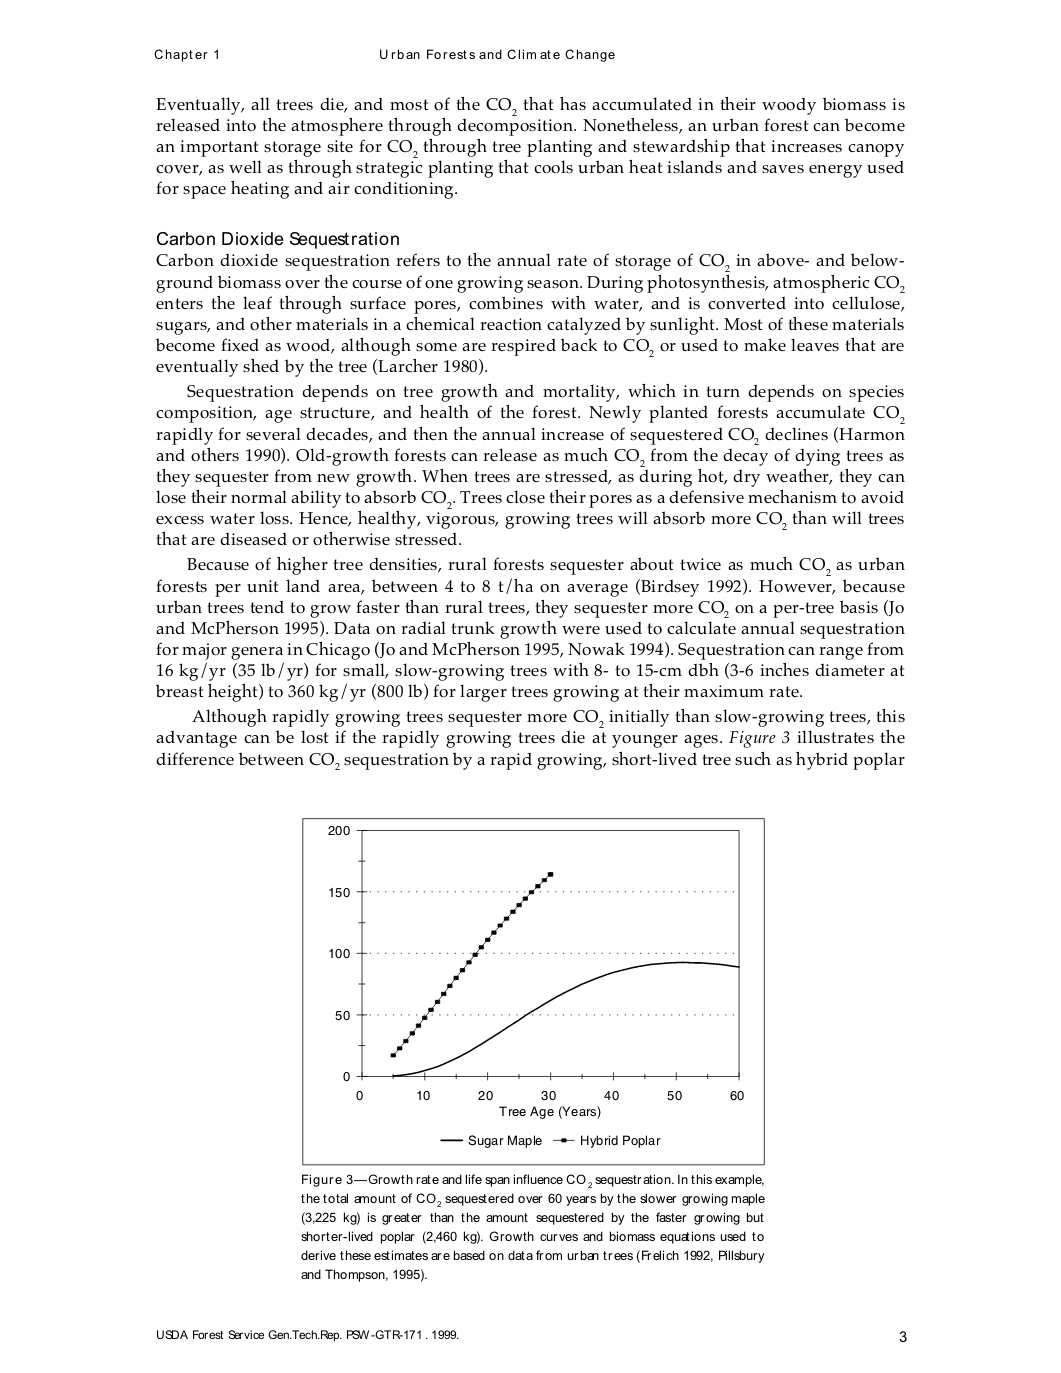 Chapter 1 Urban Forests and Climate Change
Eventually, all trees die, and most of the CO2 that has accumulated in their woody biomass is
released into the atmosphere through decomposition. Nonetheless, an urban forest can become
an important storage site for CO2 through tree planting and stewardship that increases canopy
cover, as well as through strategic planting that cools urban heat islands and saves energy used
for space heating and air conditioning.
Carbon Dioxide Sequestration
Carbon dioxide sequestration refers to the annual rate of storage of CO2 in above- and below-
ground biomass over the course of one growing season. During photosynthesis, atmospheric CO2
enters the leaf through surface pores, combines with water, and is converted into cellulose,
sugars, and other materials in a chemical reaction catalyzed by sunlight. Most of these materials
become fixed as wood, although some are respired back to CO2 or used to make leaves that are
eventually shed by the tree (Larcher 1980).
Sequestration depends on tree growth and mortality, which in turn depends on species
composition, age structure, and health of the forest. Newly planted forests accumulate CO2
rapidly for several decades, and then the annual increase of sequestered CO2 declines (Harmon
and others 1990). Old-growth forests can release as much CO2 from the decay of dying trees as
they sequester from new growth. When trees are stressed, as during hot, dry weather, they can
lose their normal ability to absorb CO2. Trees close their pores as a defensive mechanism to avoid
excess water loss. Hence, healthy, vigorous, growing trees will absorb more CO2 than will trees
that are diseased or otherwise stressed.
Because of higher tree densities, rural forests sequester about twice as much CO2 as urban
forests per unit land area, between 4 to 8 t/ha on average (Birdsey 1992). However, because
urban trees tend to grow faster than rural trees, they sequester more CO2 on a per-tree basis (Jo
and McPherson 1995). Data on radial trunk growth were used to calculate annual sequestration
for major genera in Chicago (Jo and McPherson 1995, Nowak 1994). Sequestration can range from
16 kg/yr (35 lb/yr) for small, slow-growing trees with 8- to 15-cm dbh (3-6 inches diameter at
breast height) to 360 kg/yr (800 lb) for larger trees growing at their maximum rate.
Although rapidly growing trees sequester more CO2 initially than slow-growing trees, this
advantage can be lost if the rapidly growing trees die at younger ages. Figure 3 illustrates the
difference between CO2 sequestration by a rapid growing, short-lived tree such as hybrid poplar
200
150
100
50
0
0 10 20 30 40 50 60
Tree Age (Years)
Sugar Maple Hybrid Poplar
Figure 3—Growth rate and life span influence CO2 sequestration. In this example,
the total amount of CO2 sequestered over 60 years by the slower growing maple
(3,225 kg) is greater than the amount sequestered by the faster growing but
shorter-lived poplar (2,460 kg). Growth curves and biomass equations used to
derive these estimates are based on data from urban trees (Frelich 1992, Pillsbury
and Thompson, 1995).
USDA Forest Service Gen.Tech.Rep. PSW-GTR-171 . 1999. 3